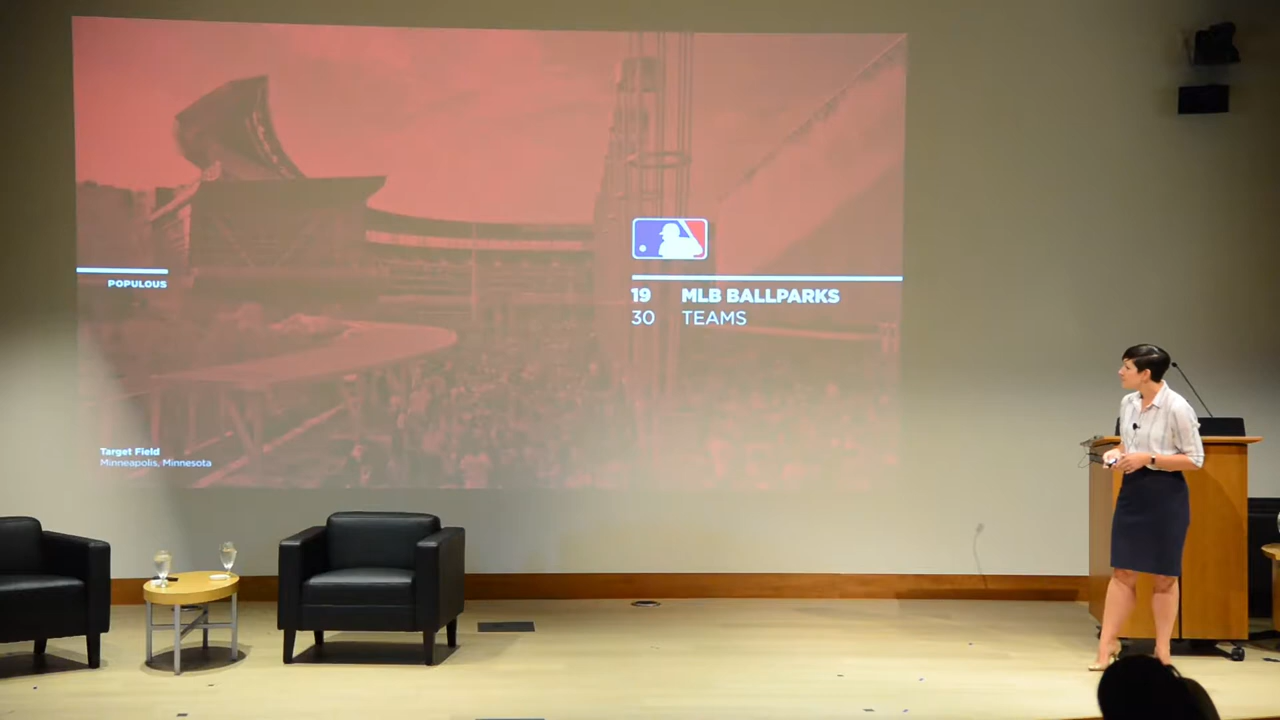 POPULOUS
19 MLB BALLPARKS
30 TEAMS
Target Field
Minneapolis, Minnesota